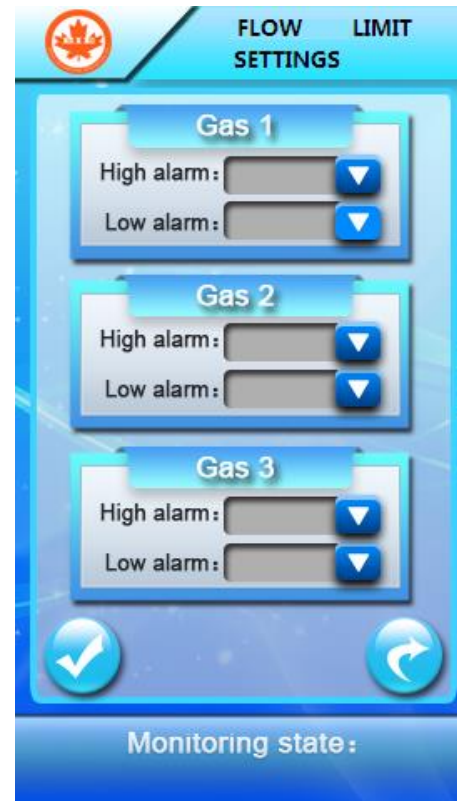 FLOW LIMIT
SETTINGS
Gas 1
High alarm:
Low alarm:
Gas 2
High alarm:
Low alarm:
Gas 3
High alarm:
Low alarm:
Monitoring state: